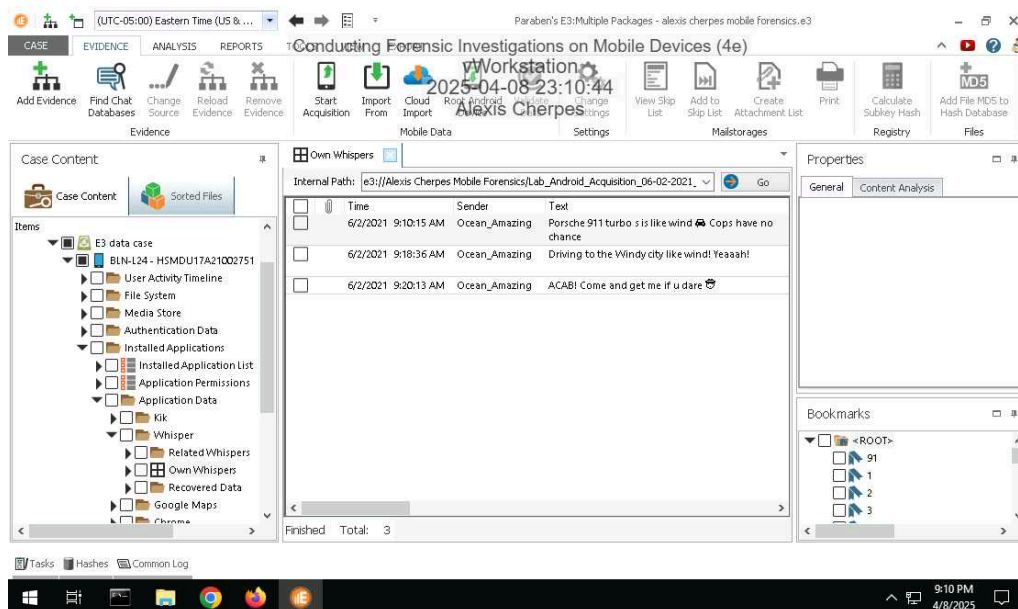 (UTC-05:00) Eastern Time (US & ...
Paraben's E3:Multiple Packages - alexis cherpes mobile forensics.e3
CASE EVIDENCE ANALYSIS REPORTS
Conducting Forensic Investigations on Mobile Devices (4e)
vWorkstation
2025-04-08 23:10:44
Alexis Cherpes
Add Evidence
Find Chat Databases
Change Source
Reload Evidence
Remove Evidence
Start Acquisition
Import From
Cloud Import
Root Android
Change Settings
View Skip List
Add to Skip List
Create Attachment List
Print
Calculate Subkey Hash
MD5
Add File MD5 to Hash Database
Evidence
Mobile Data
Settings
Mailstorages
Registry
Files
Case Content
Case Content
Sorted Files
Items
E3 data case
BLN-L24 - HSMDU17A21002751
User Activity Timeline
File System
Media Store
Authentication Data
Installed Applications
Installed Application List
Application Permissions
Application Data
Kik
Whisper
Related Whispers
Own Whispers
Recovered Data
Google Maps
Chrome
Own Whispers
Internal Path: e3://Alexis Cherpes Mobile Forensics/Lab_Android_Acquisition_06-02-2021_
Go
Time Sender Text
6/2/2021 9:10:15 AM Ocean_Amazing Porsche 911 turbo s is like wind 🚘 Cops have no
chance
6/2/2021 9:18:36 AM Ocean_Amazing Driving to the Windy city like wind! Yeaaah!
6/2/2021 9:20:13 AM Ocean_Amazing ACAB! Come and get me if u dare 🤠
Finished Total: 3
Properties
General Content Analysis
Bookmarks
<ROOT>
91
1
2
3
Tasks Hashes Common Log
9:10 PM
4/8/2025